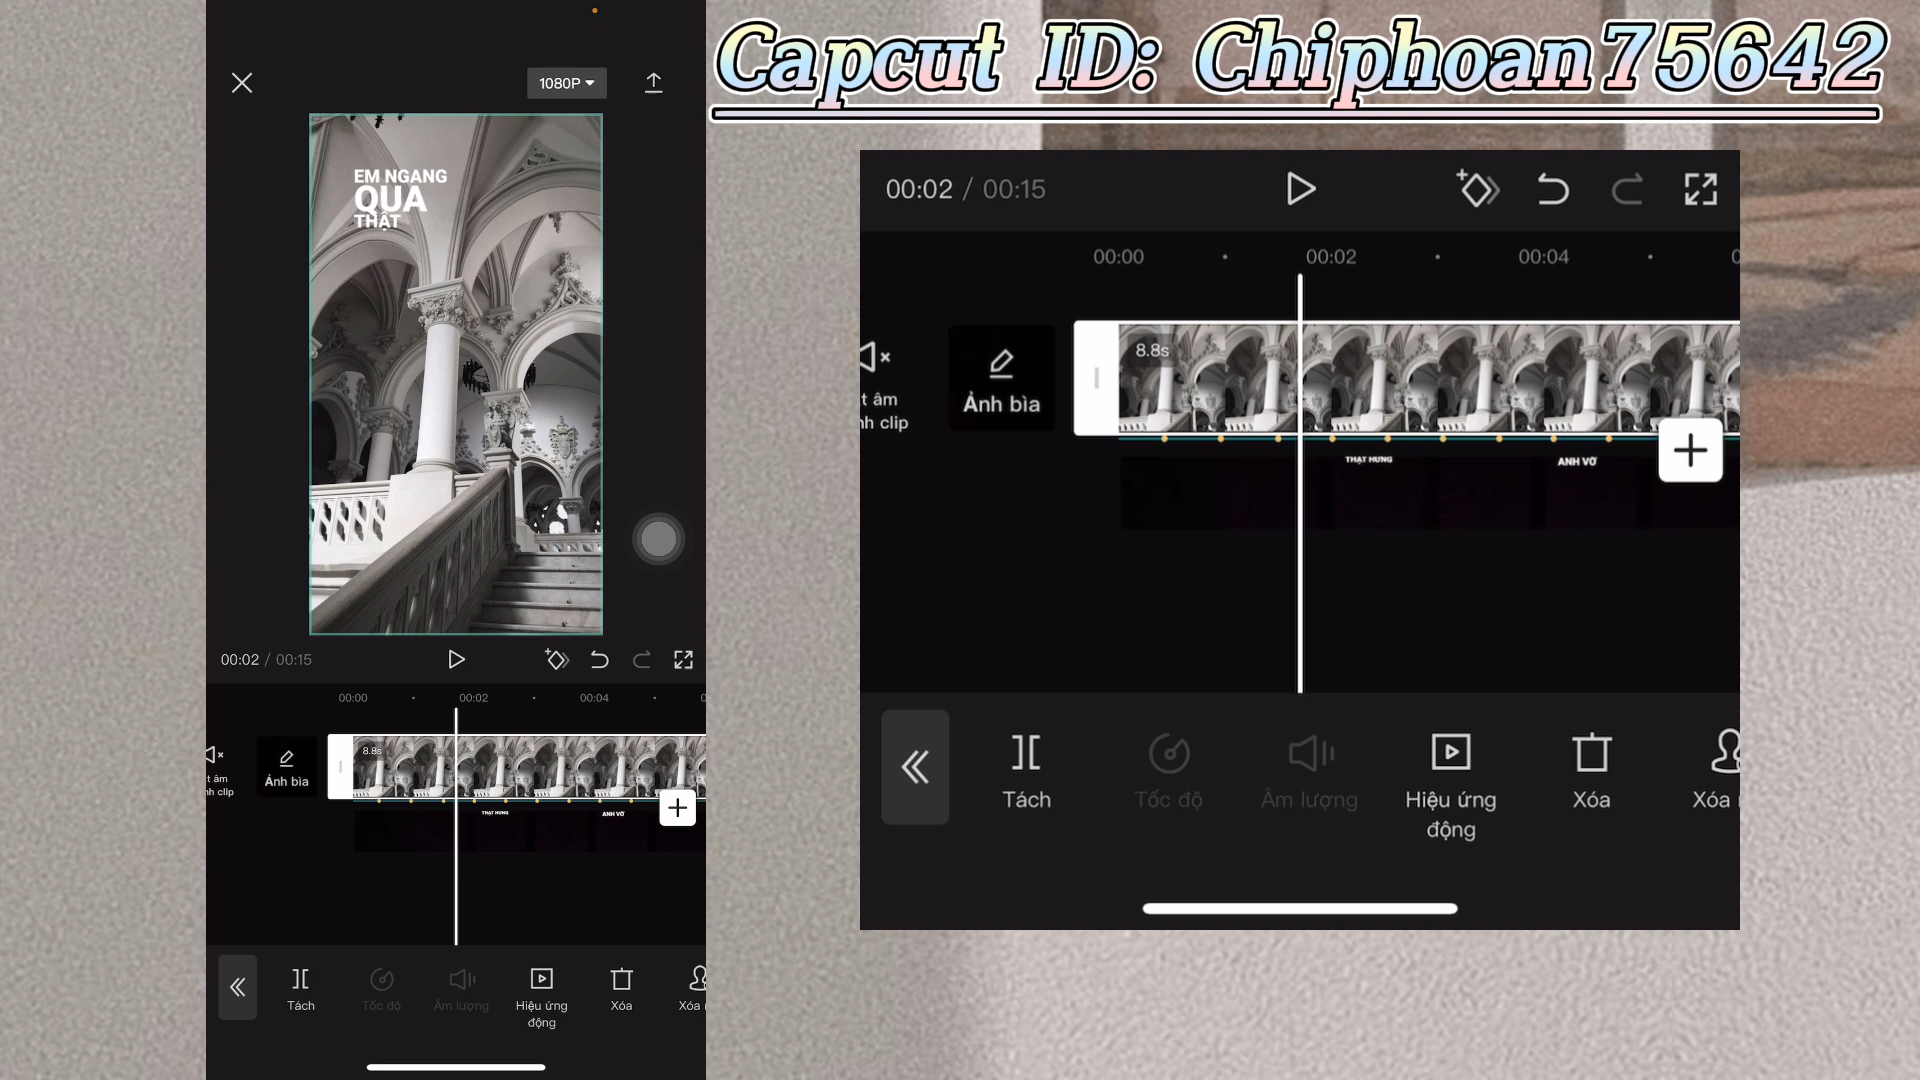 Capcut ID: Chiphoan75642
1080P
EM NGANG
QUA
THẬT
00:02 / 00:15
00:00
00:02
00:04
t âm
nh clip
Ảnh bìa
8.8s
THẬT HƯNG
ANH VỠ
Tách
Tốc độ
Âm lượng
Hiệu ứng
động
Xóa
Xóa
00:02 / 00:15
00:00
00:02
00:04
t âm
nh clip
Ảnh bìa
8.8s
THẬT HƯNG
ANH VỠ
Tách
Tốc độ
Âm lượng
Hiệu ứng
động
Xóa
Xóa